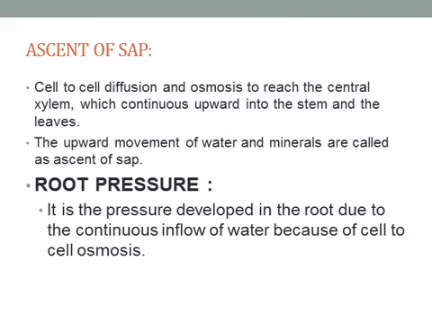 ASCENT OF SAP:
• Cell to cell diffusion and osmosis to reach the central
xylem, which continuous upward into the stem and the
leaves.
• The upward movement of water and minerals are called
as ascent of sap.
• ROOT PRESSURE :
• It is the pressure developed in the root due to
the continuous inflow of water because of cell to
cell osmosis.